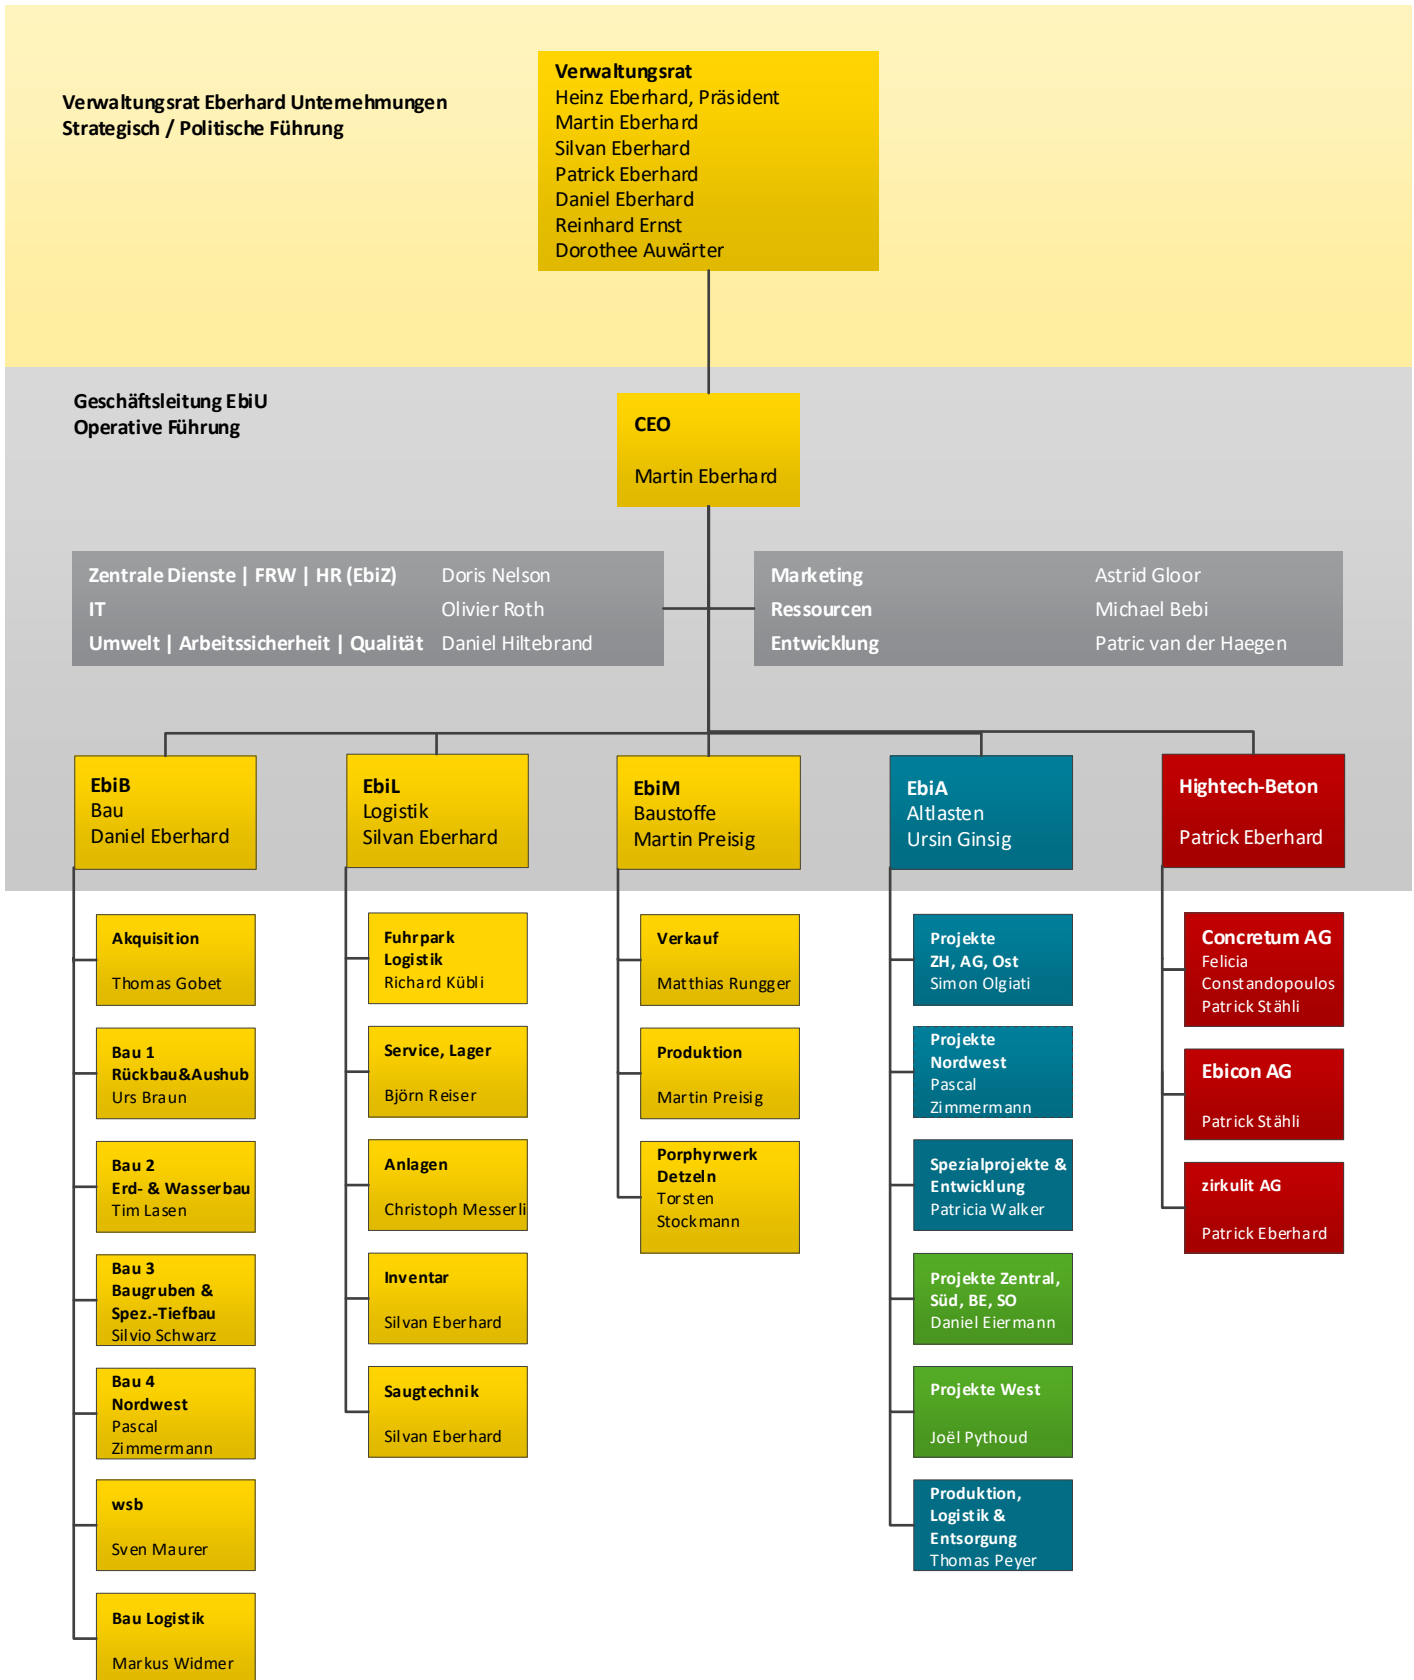 Verwaltungsrat Eberhard Unternehmungen
Strategisch / Politische Führung
Verwaltungsrat
Heinz Eberhard, Präsident
Martin Eberhard
Silvan Eberhard
Patrick Eberhard
Daniel Eberhard
Reinhard Ernst
Dorothee Auwärter
Geschäftsleitung EbiU
Operative Führung
CEO
Martin Eberhard
Zentrale Dienste | FRW | HR (EbiZ) Doris Nelson
IT Olivier Roth
Umwelt | Arbeitssicherheit | Qualität Daniel Hiltebrand
Marketing Astrid Gloor
Ressourcen Michael Bebi
Entwicklung Patric van der Haegen
EbiB
Bau
Daniel Eberhard
EbiL
Logistik
Silvan Eberhard
EbiM
Baustoffe
Martin Preisig
EbiA
Altlasten
Ursin Ginsig
Hightech-Beton
Patrick Eberhard
Akquisition
Thomas Gobet
Bau 1
Rückbau&Aushub
Urs Braun
Bau 2
Erd- & Wasserbau
Tim Lasen
Bau 3
Baugruben &
Spez.-Tiefbau
Silvio Schwarz
Bau 4
Nordwest
Pascal
Zimmermann
wsb
Sven Maurer
Bau Logistik
Markus Widmer
Fuhrpark
Logistik
Richard Kübli
Service, Lager
Björn Reiser
Anlagen
Christoph Messerli
Inventar
Silvan Eberhard
Saugtechnik
Silvan Eberhard
Verkauf
Matthias Rungger
Produktion
Martin Preisig
Porphyrwerk
Detzeln
Torsten
Stockmann
Projekte
ZH, AG, Ost
Simon Olgiati
Projekte
Nordwest
Pascal
Zimmermann
Spezialprojekte &
Entwicklung
Patricia Walker
Projekte Zentral,
Süd, BE, SO
Daniel Eiermann
Projekte West
Joël Pythoud
Produktion,
Logistik &
Entsorgung
Thomas Peyer
Concretum AG
Felicia
Constandopoulos
Patrick Stähli
Ebicon AG
Patrick Stähli
zirkulit AG
Patrick Eberhard